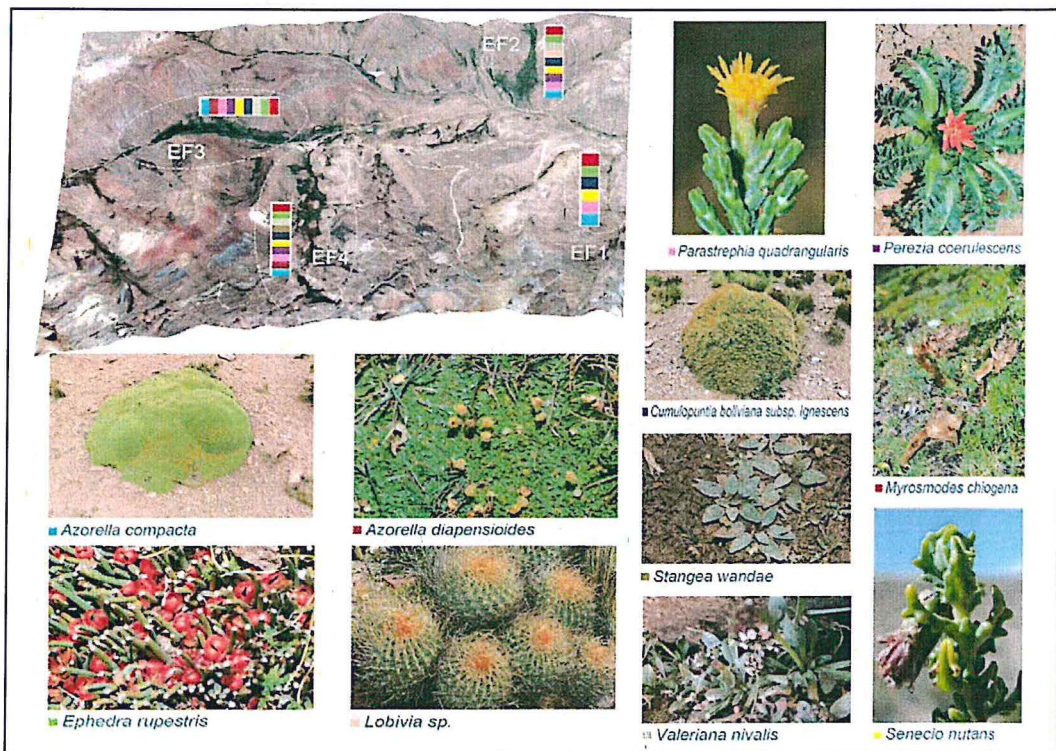 EF2
EF3
EF4
EF1
Parastrephia quadrangularis
Perezia coerulescens
Cumulopuntia boliviana subsp. Ignescens
Azorella compacta
Azorella diapensioides
Myrosmodes chiogena
Stangea wandae
Ephedra rupestris
Lobivia sp.
Valeriana nivalis
Senecio nutans